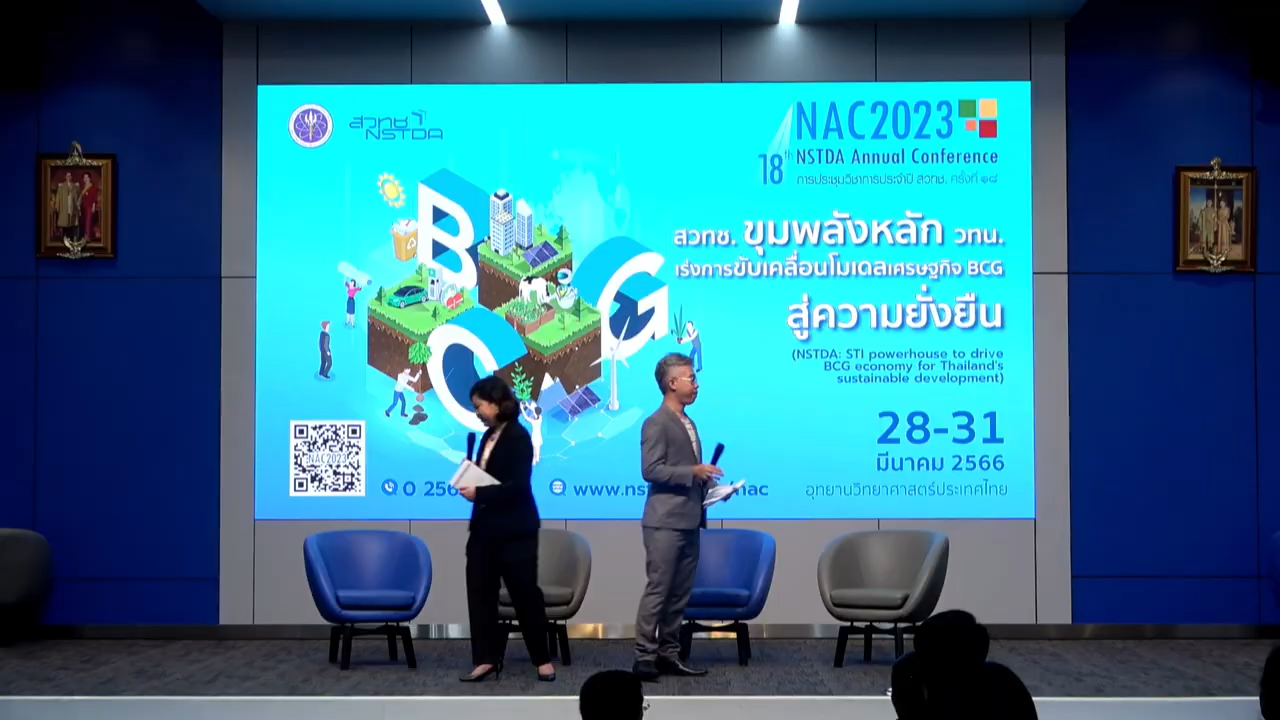 สวทช
NSTDA
NAC2023
18th NSTDA Annual Conference
การประชุมวิชาการประจำปี สวทช. ครั้งที่ ๑๘
BCG
สวทช. ขุมพลังหลัก วทน.
เร่งการขับเคลื่อนโมเดลเศรษฐกิจ BCG
สู่ความยั่งยืน
(NSTDA: STI powerhouse to drive
BCG economy for Thailand's
sustainable development)
28-31
มีนาคม 2566
อุทยานวิทยาศาสตร์ประเทศไทย
NAC2023